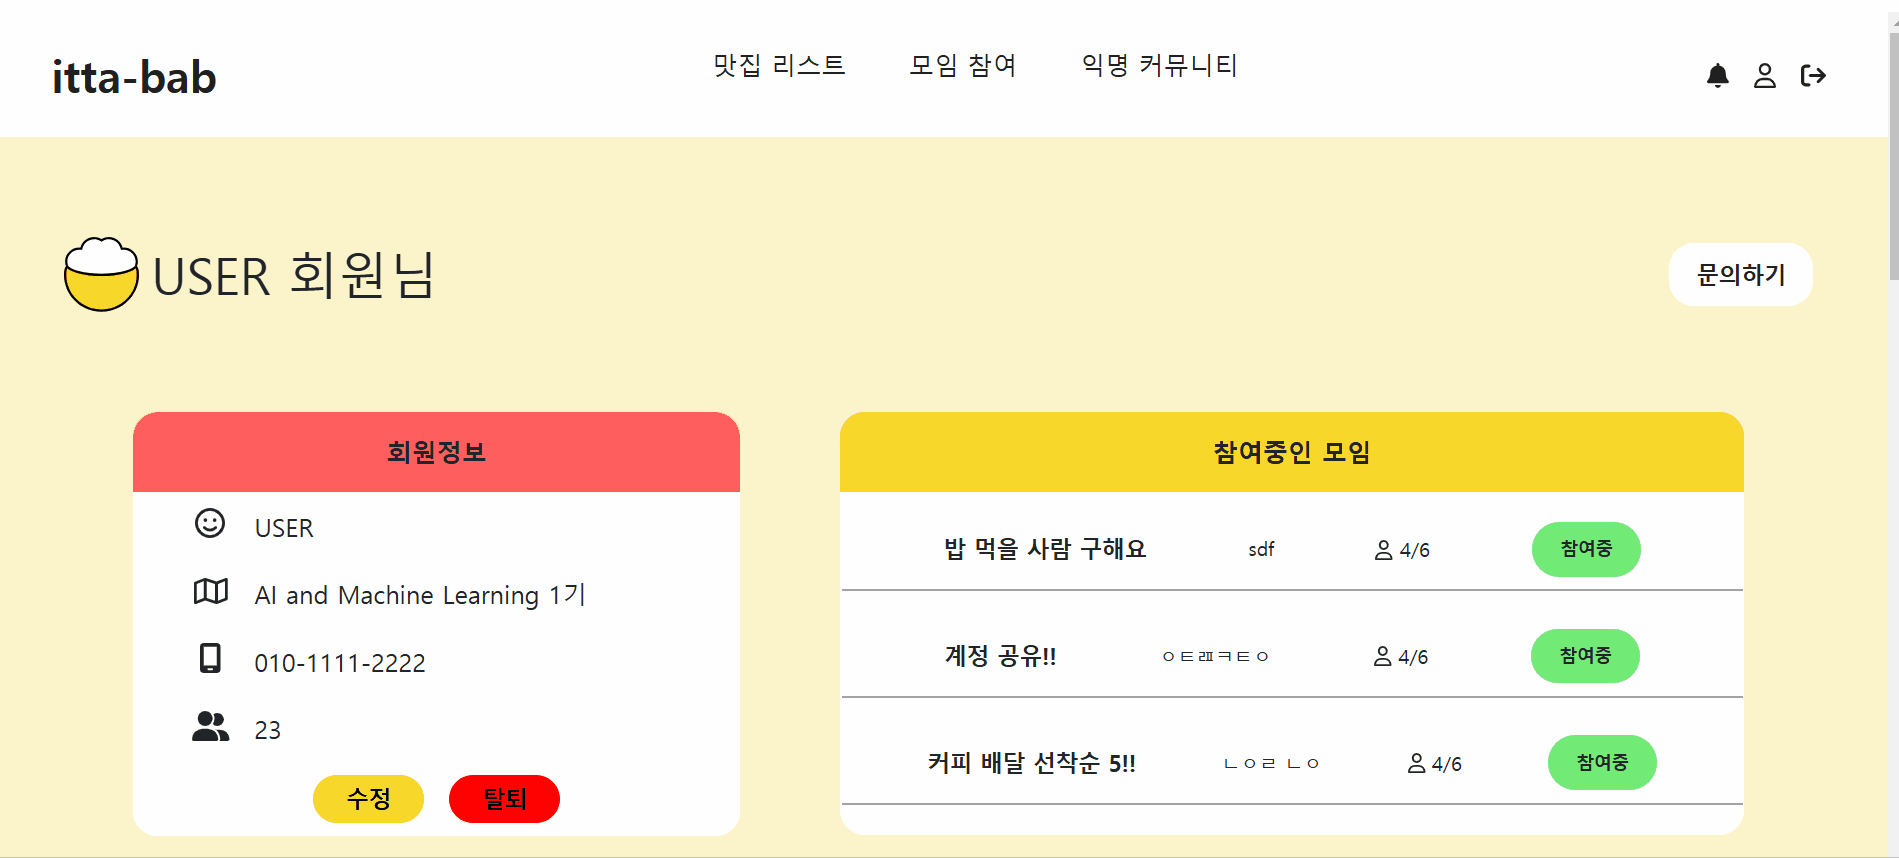 itta-bab
맛집 리스트 모임 참여 익명 커뮤니티
USER 회원님
문의하기
회원정보
USER
AI and Machine Learning 1기
010-1111-2222
23
수정 탈퇴
참여중인 모임
밥 먹을 사람 구해요 sdf 4/6 참여중
계정 공유!! 4/6 참여중
커피 배달 선착순 5!! ㄴㅇㄹ ㄴㅇ 4/6 참여중